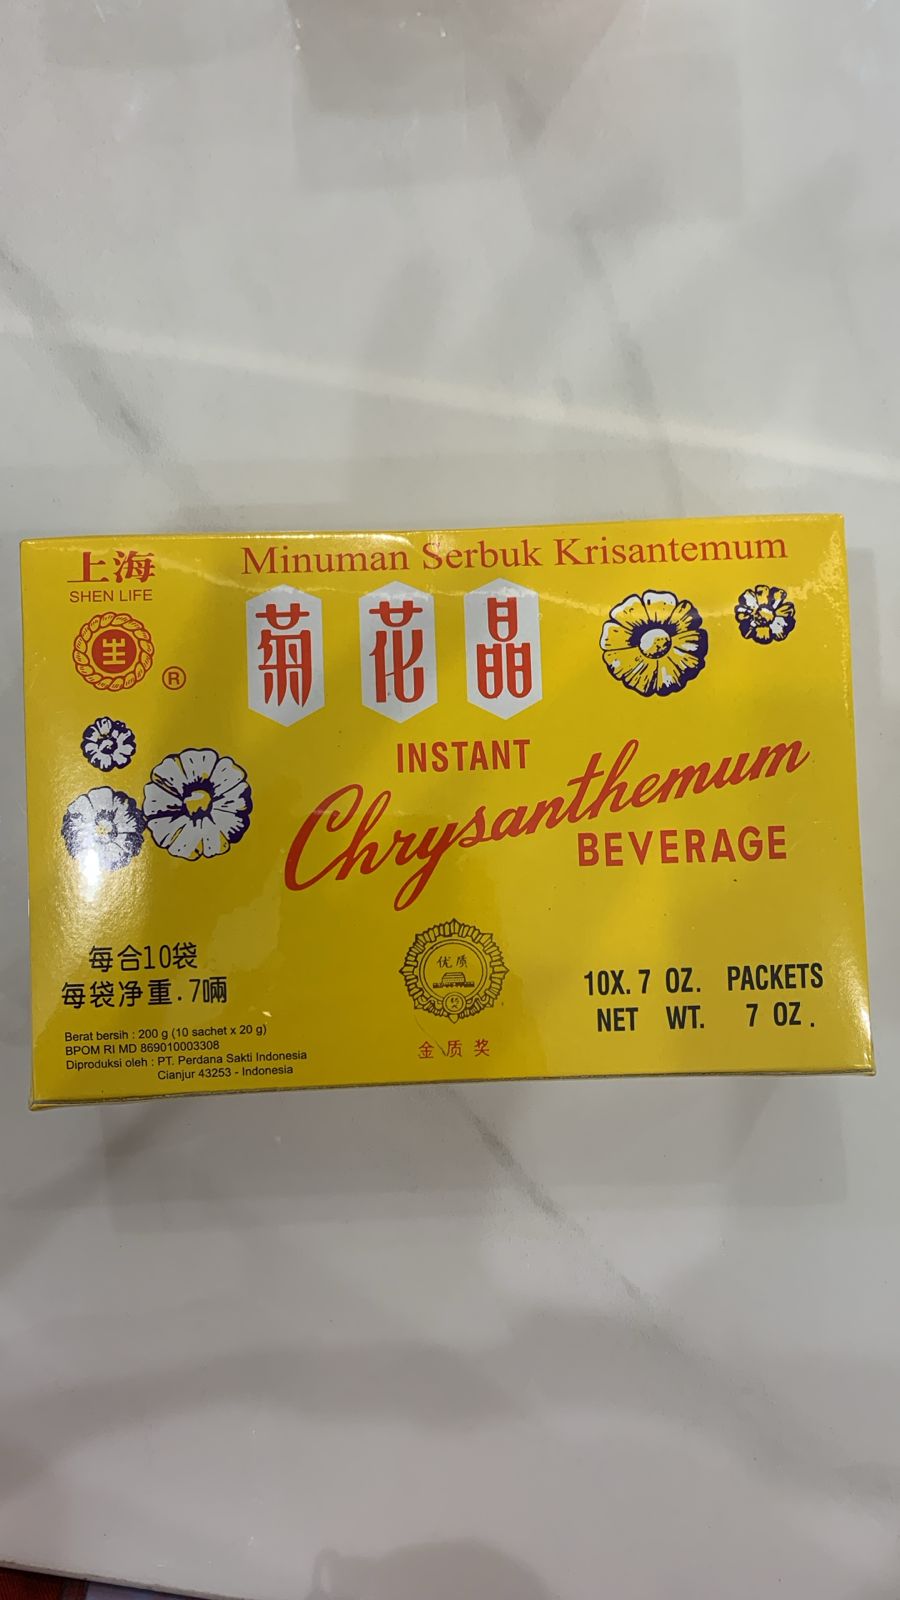 上海
SHEN LIFE
生
®
Minuman Serbuk Krisantemum
菊花晶
INSTANT
Chrysanthemum
BEVERAGE
每合10袋
每袋净重.7啢
Berat bersih : 200 g (10 sachet x 20 g)
BPOM RI MD 869010003308
Diproduksi oleh : PT. Perdana Sakti Indonesia
Cianjur 43253 - Indonesia
优质
金质奖
10X.7 OZ. PACKETS
NET WT. 7 OZ.